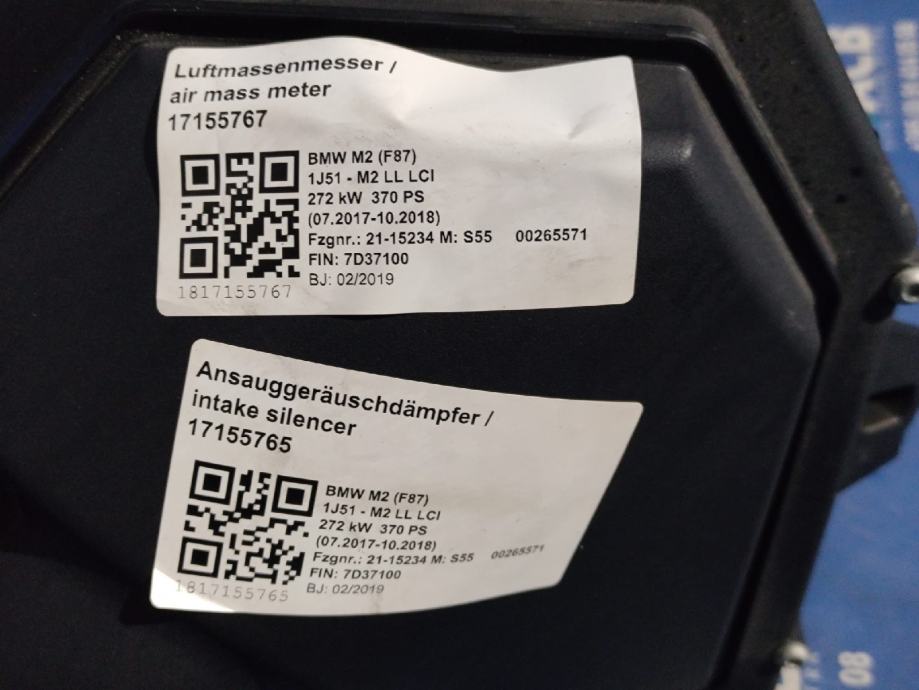 Luftmassenmesser /
air mass meter
17155767
BMW M2 (F87)
1J51 - M2 LL LCI
272 kW 370 PS
(07.2017-10.2018)
Fzgnr.: 21-15234 M: S55 00265571
FIN: 7D37100
BJ: 02/2019
1817155767
Ansauggeräuschdämpfer /
intake silencer
17155765
BMW M2 (F87)
1J51 - M2 LL LCI
272 kW 370 PS
(07.2017-10.2018)
Fzgnr.: 21-15234 M: S55 00265571
FIN: 7D37100
BJ: 02/2019
1817155765
08